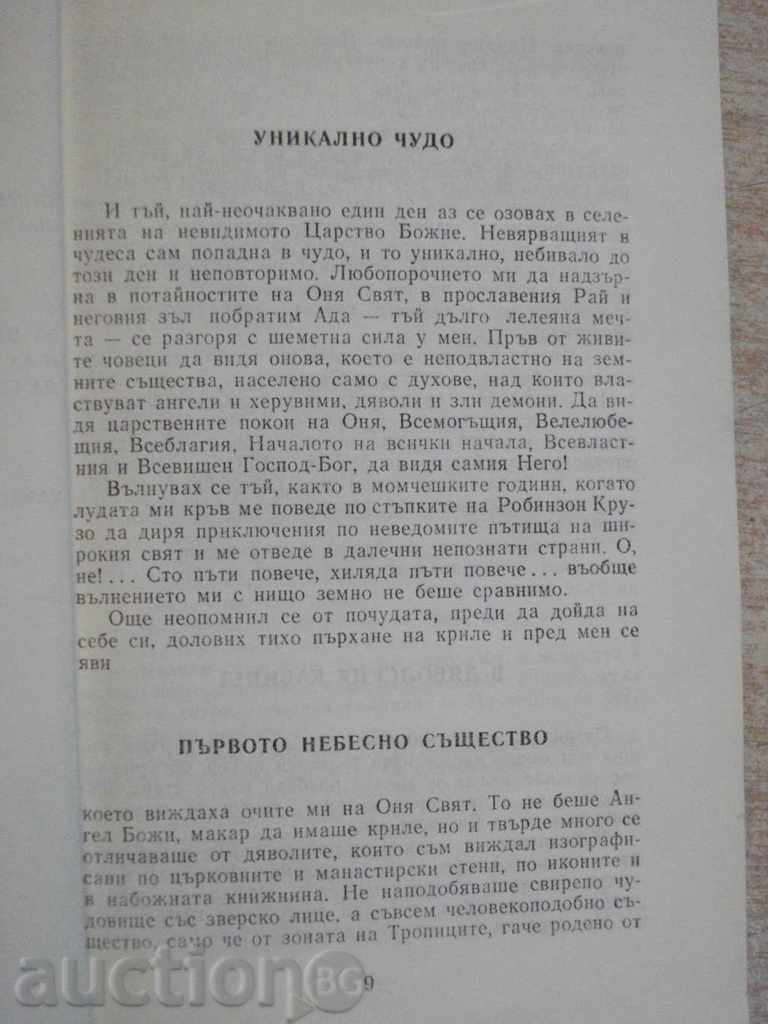 УНИКАЛНО ЧУДО
И тъй, най-неочаквано един ден аз се озовах в селе-
нията на невидимото Царство Божие. Невярващият в
чудеса сам попадна в чудо, и то уникално, небивало до
този ден и неповторимо. Любопорочието ми да надзър-
на в потайностите на Оня Свят, в прославения Рай и
неговия зъл побратим Ада — тъй дълго лелеяна меч-
та — се разгоря с шеметна сила у мен. Пръв от живи-
те човеци да видя онова, което е неподвластно на зем-
ните същества, населено само с духове, над които вла-
ствуват ангели и херувими, дяволи и зли демони. Да ви-
дя царствените покои на Оня, Всемогъщия, Велелюбе-
щия, Всеблагия, Началото на всички начала, Всевласт-
ния и Всевишен Господ-Бог, да видя самия Него!
Вълнувах се тъй, както в момчешките години, когато
лудата ми кръв ме поведе по стъпките на Робинзон Кру-
зо да диря приключения по неведомите пътища на ши-
рокия свят и ме отведе в далечни непознати страни. О,
не!... Сто пъти повече, хиляда пъти повече... въобще
вълнението ми с нищо земно не беше сравнимо.
Още неопомнил се от почудата, преди да дойда на
себе си, долових тихо пърхане на криле и пред мен се
яви
ПЪРВОТО НЕБЕСНО СЪЩЕСТВО
което виждаха очите ми на Оня Свят. То не беше Ан-
гел Божи, макар да имаше криле, но и твърде много се
отличаваше от дяволите, които съм виждал изографи-
сани по църковните и манастирски стени, по иконите и
в набожната книжнина. Не наподобяваше свирепо чу-
довище със зверско лице, а съвсем човекоподобно съ-
щество, само че от зоната на Тропиците, гаче родено от
9
auctionBG